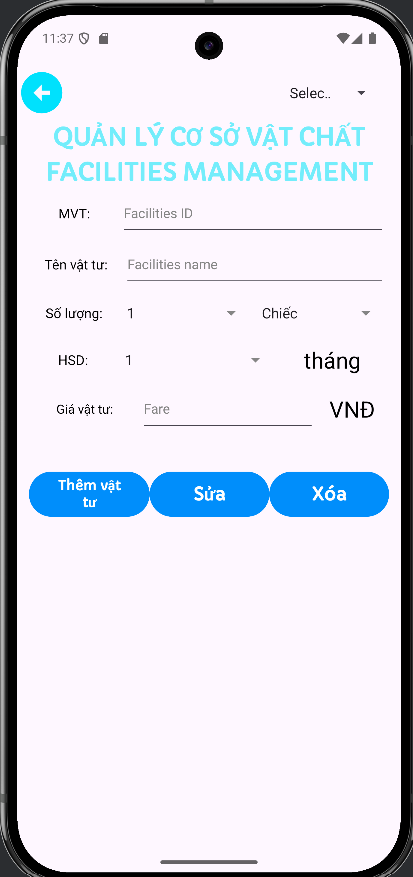 11:37
Selec..
QUẢN LÝ CƠ SỞ VẬT CHẤT
FACILITIES MANAGEMENT
MVT: Facilities ID
Tên vật tư: Facilities name
Số lượng: 1 Chiếc
HSD: 1 tháng
Giá vật tư: Fare VNĐ
Thêm vật
tư
Sửa
Xóa